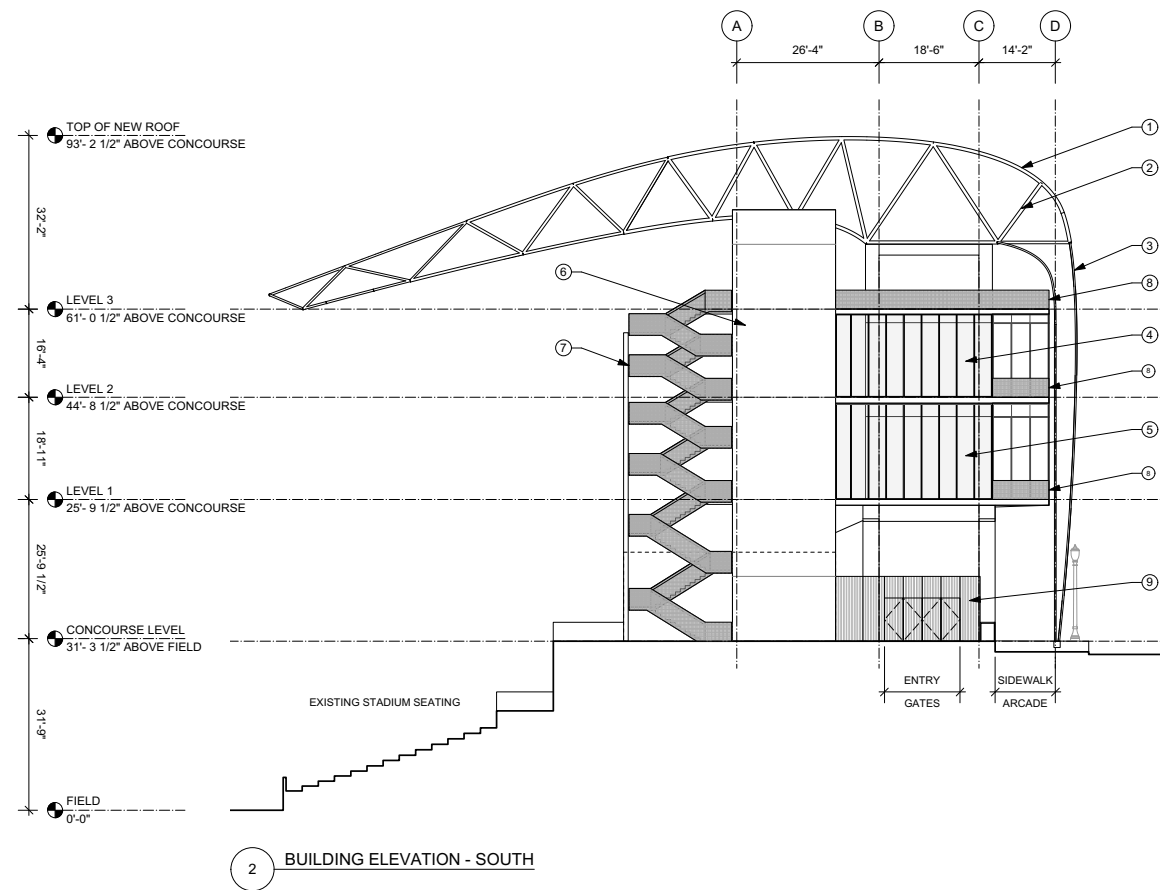 A B C D
26'-4" 18'-6" 14'-2"
TOP OF NEW ROOF
93'- 2 1/2" ABOVE CONCOURSE
1
2
32'-2"
3
6
8
LEVEL 3
61'- 0 1/2" ABOVE CONCOURSE
16'-4"
4
7
8
LEVEL 2
44'- 8 1/2" ABOVE CONCOURSE
18'-11"
5
8
LEVEL 1
25'- 9 1/2" ABOVE CONCOURSE
25'-9 1/2"
9
CONCOURSE LEVEL
31'- 3 1/2" ABOVE FIELD
ENTRY
GATES
SIDEWALK
ARCADE
EXISTING STADIUM SEATING
31'-9"
FIELD
0'-0"
2 BUILDING ELEVATION - SOUTH